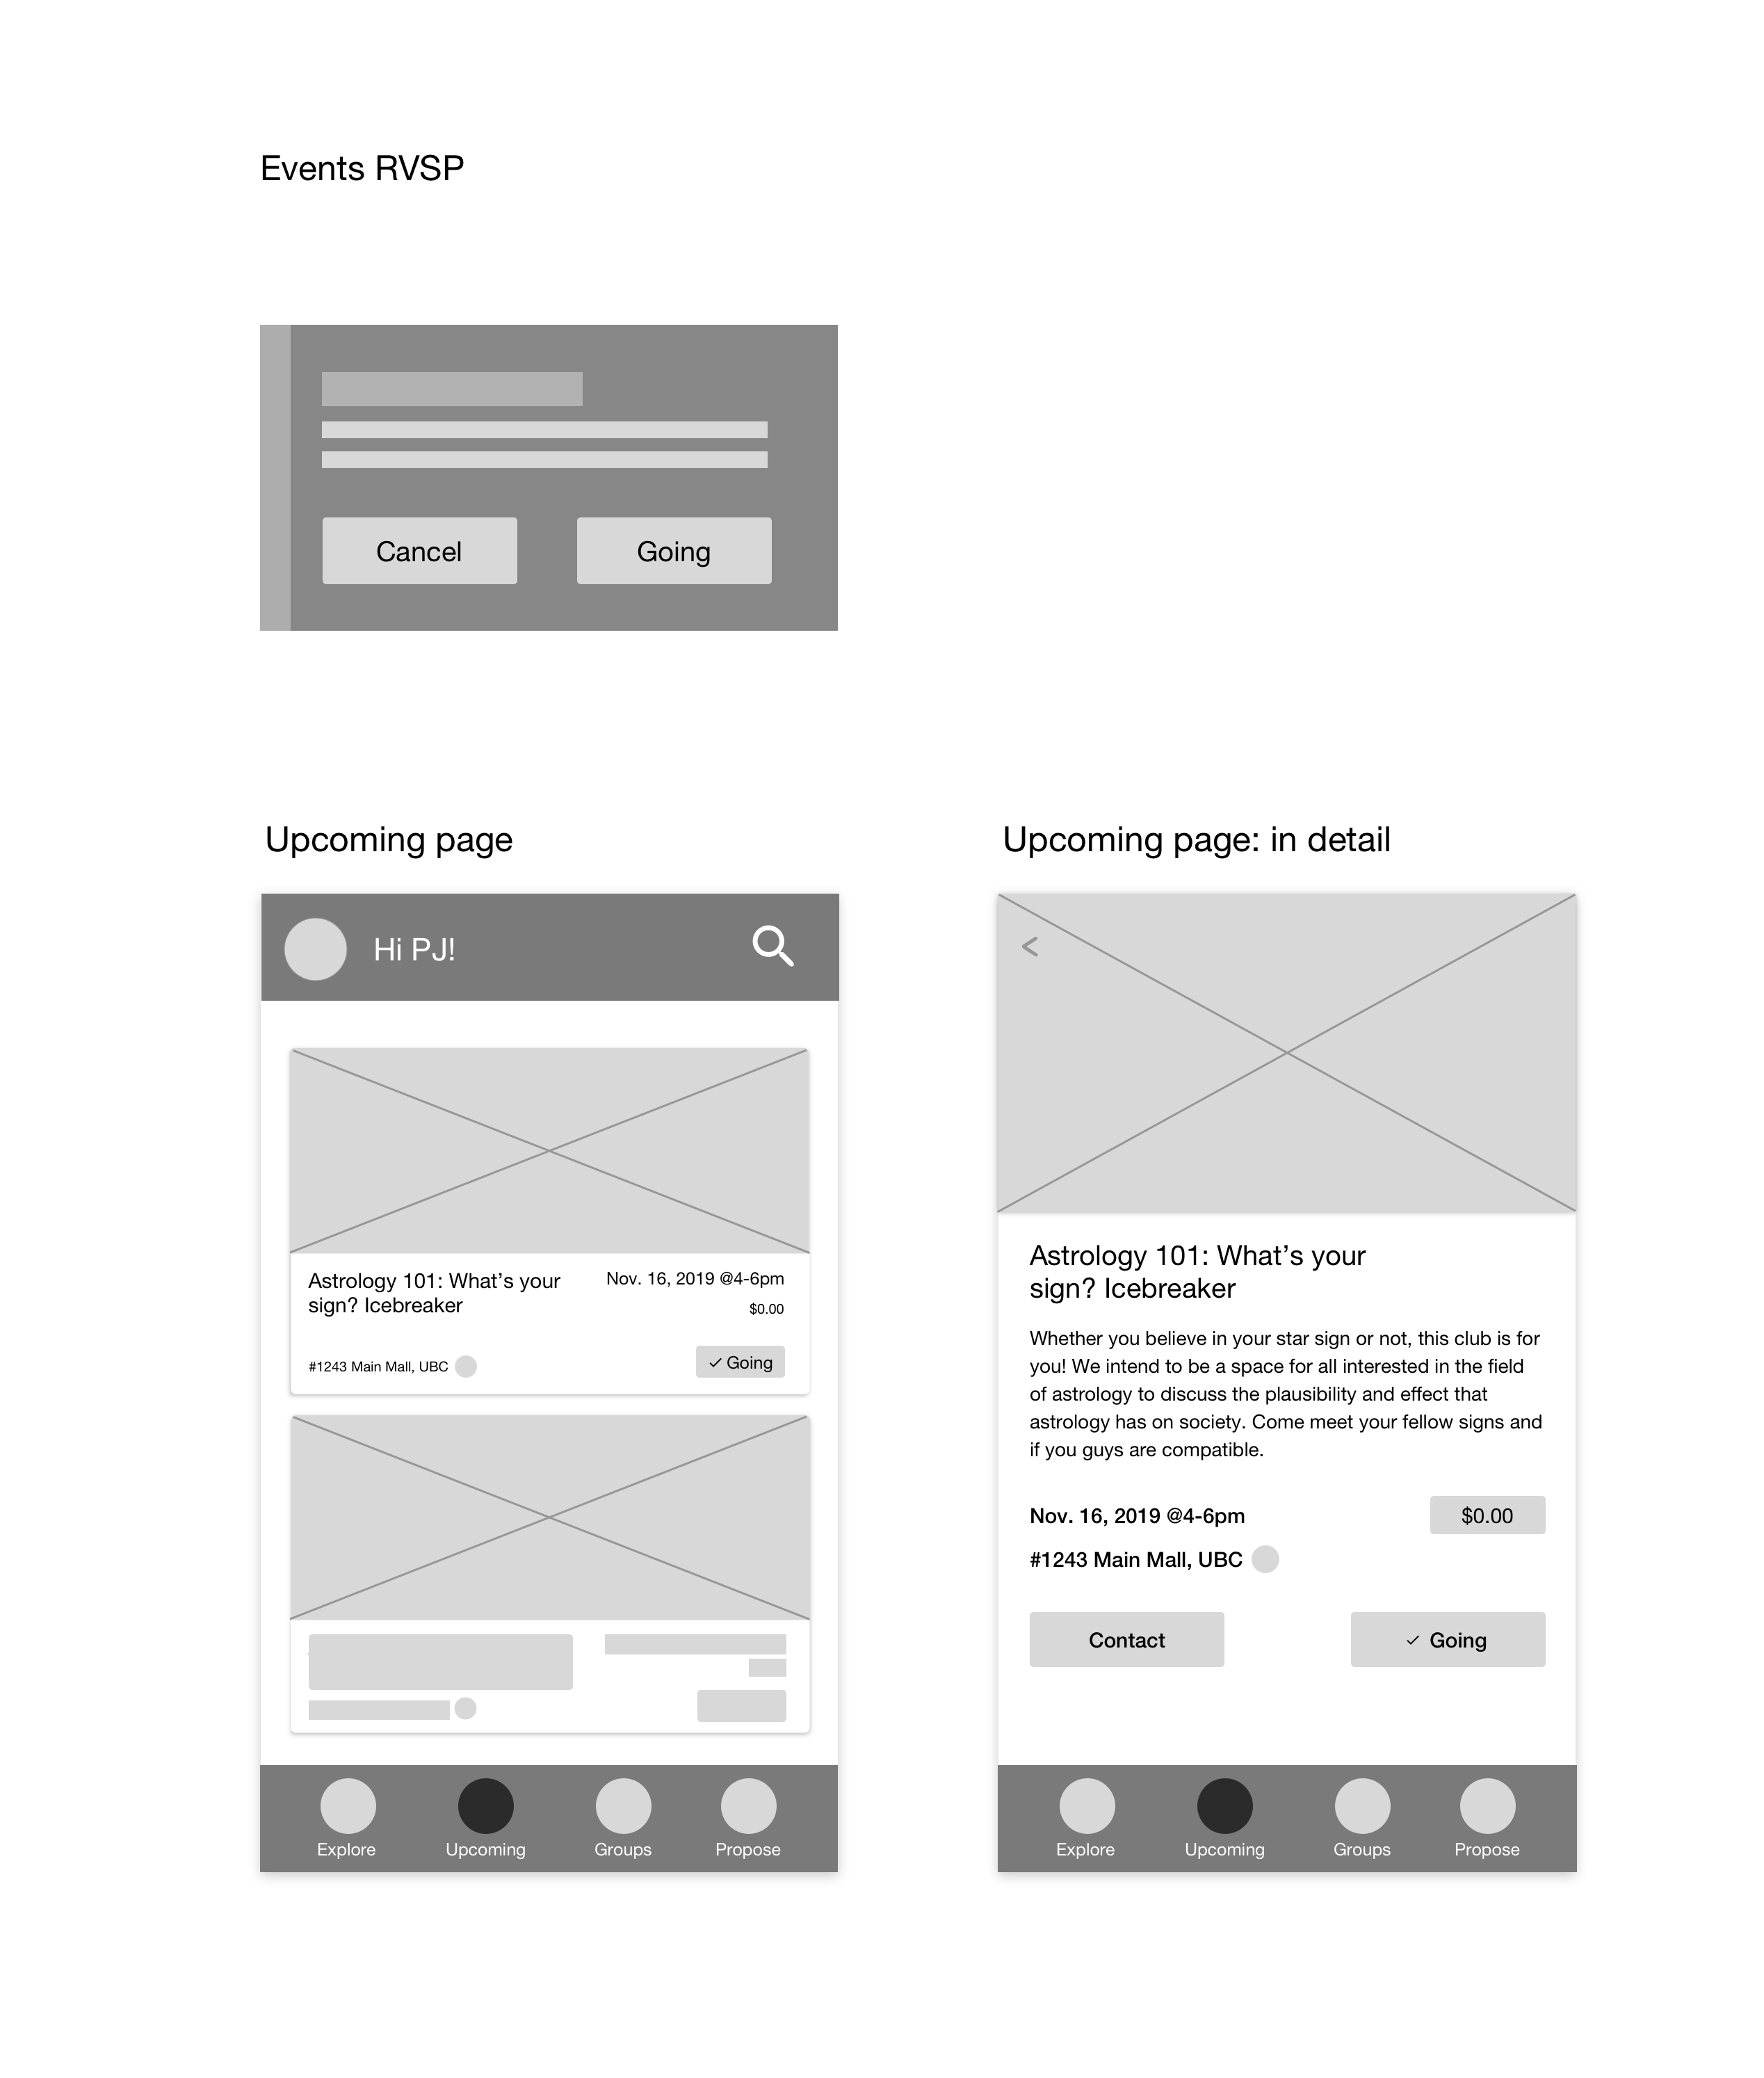 Events RVSP
Cancel
Going
Upcoming page
Hi PJ!
Astrology 101: What’s your
sign? Icebreaker
Nov. 16, 2019 @4-6pm
$0.00
#1243 Main Mall, UBC
✓ Going
Explore
Upcoming
Groups
Propose
Upcoming page: in detail
<
Astrology 101: What’s your
sign? Icebreaker
Whether you believe in your star sign or not, this club is for
you! We intend to be a space for all interested in the field
of astrology to discuss the plausibility and effect that
astrology has on society. Come meet your fellow signs and
if you guys are compatible.
Nov. 16, 2019 @4-6pm
$0.00
#1243 Main Mall, UBC
Contact
✓ Going
Explore
Upcoming
Groups
Propose